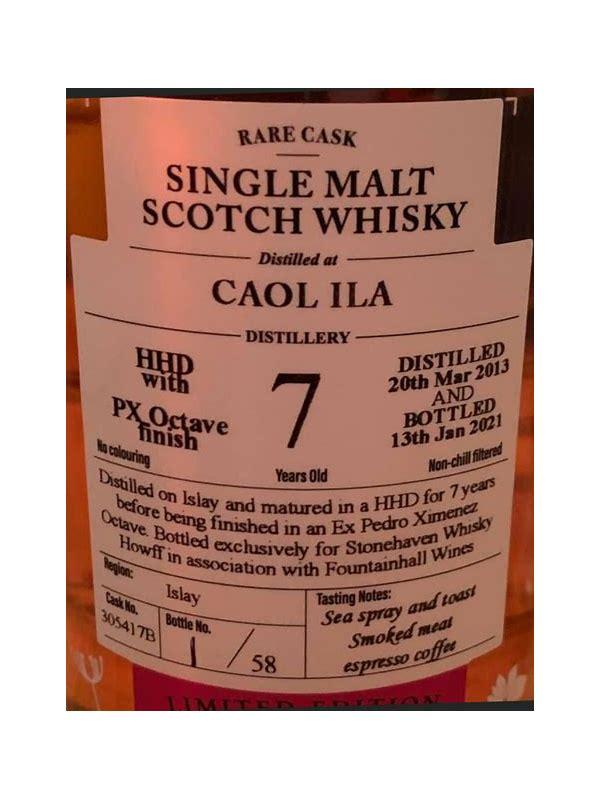 RARE CASK
SINGLE MALT
SCOTCH WHISKY
Distilled at
CAOL ILA
DISTILLERY
HHD
with
PX Octave
finish
No colouring
7
Years Old
DISTILLED
20th Mar 2013
AND
BOTTLED
13th Jan 2021
Non-chill filtered
Distilled on Islay and matured in a HHD for 7 years
before being finished in an Ex Pedro Ximenez
Octave. Bottled exclusively for Stonehaven Whisky
Howff in association with Fountainhall Wines
Region:
Islay
Cask No.
305417B
Bottle No.
1 / 58
Tasting Notes:
Sea spray and toast
Smoked meat
espresso coffee
LIMITED EDITION